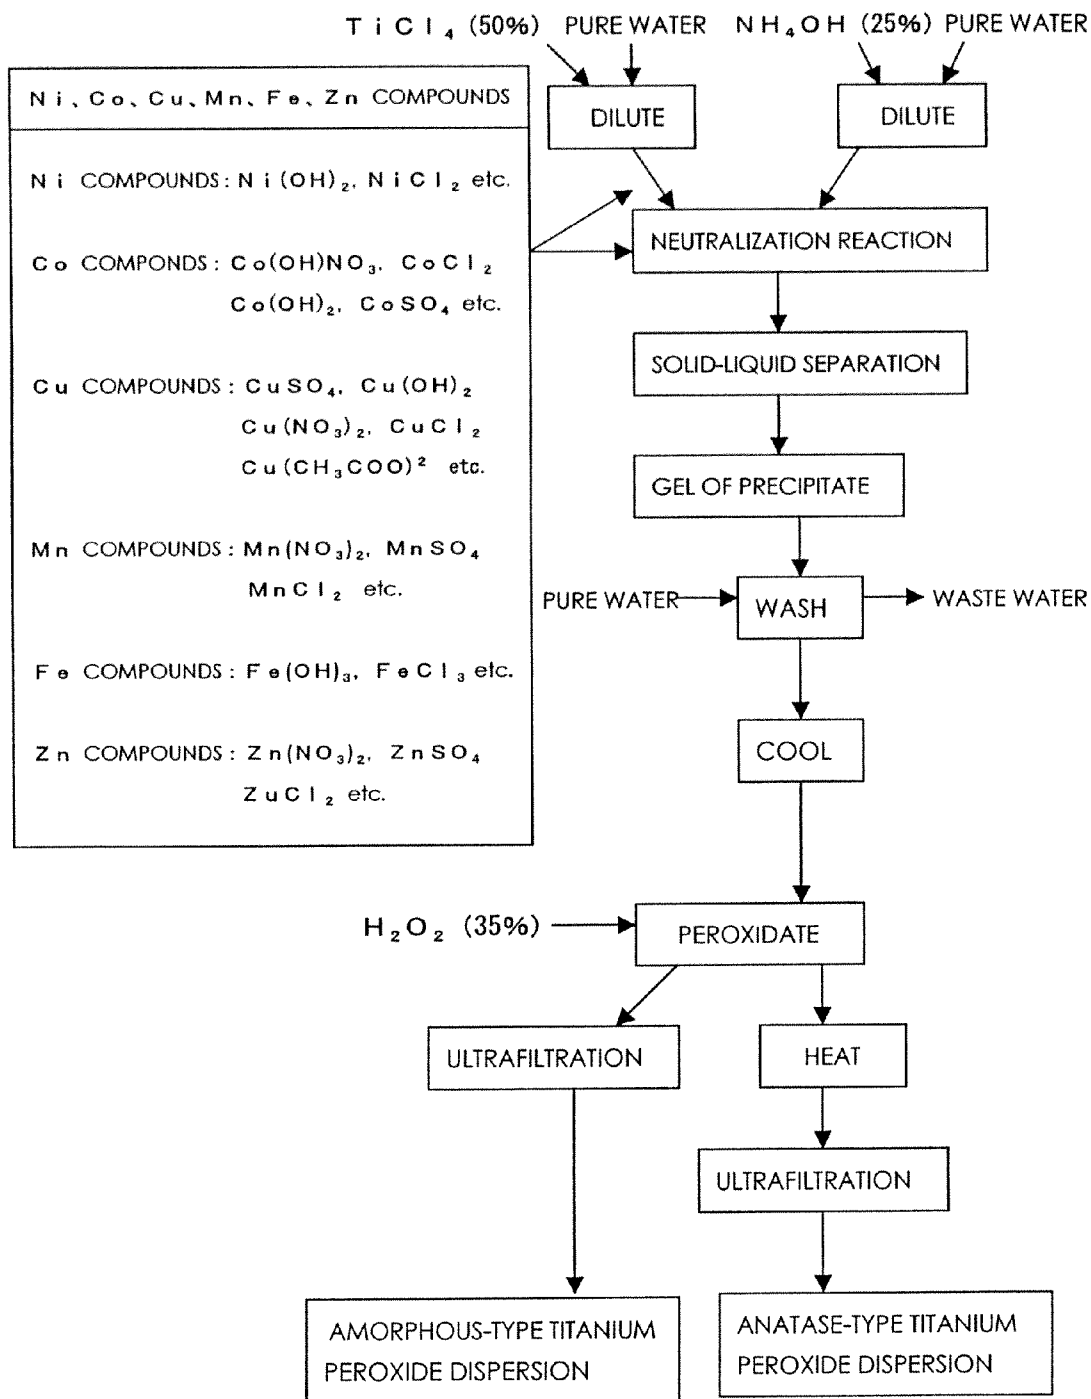 TiCl₄ (50%) PURE WATER NH₄OH (25%) PURE WATER
DILUTE
DILUTE
Ni、Co、Cu、Mn、Fe、Zn COMPOUNDS
Ni COMPOUNDS: Ni(OH)₂, NiCl₂ etc.
Co COMPONDS: Co(OH)NO₃, CoCl₂
Co(OH)₂, CoSO₄ etc.
Cu COMPOUNDS: CuSO₄, Cu(OH)₂
Cu(NO₃)₂, CuCl₂
Cu(CH₃COO)² etc.
Mn COMPOUNDS: Mn(NO₃)₂, MnSO₄
MnCl₂ etc.
Fe COMPOUNDS: Fe(OH)₃, FeCl₃ etc.
Zn COMPOUNDS: Zn(NO₃)₂, ZnSO₄
ZuCl₂ etc.
NEUTRALIZATION REACTION
SOLID-LIQUID SEPARATION
GEL OF PRECIPITATE
PURE WATER
WASH
WASTE WATER
COOL
H₂O₂ (35%)
PEROXIDATE
ULTRAFILTRATION
HEAT
ULTRAFILTRATION
AMORPHOUS-TYPE TITANIUM
PEROXIDE DISPERSION
ANATASE-TYPE TITANIUM
PEROXIDE DISPERSION